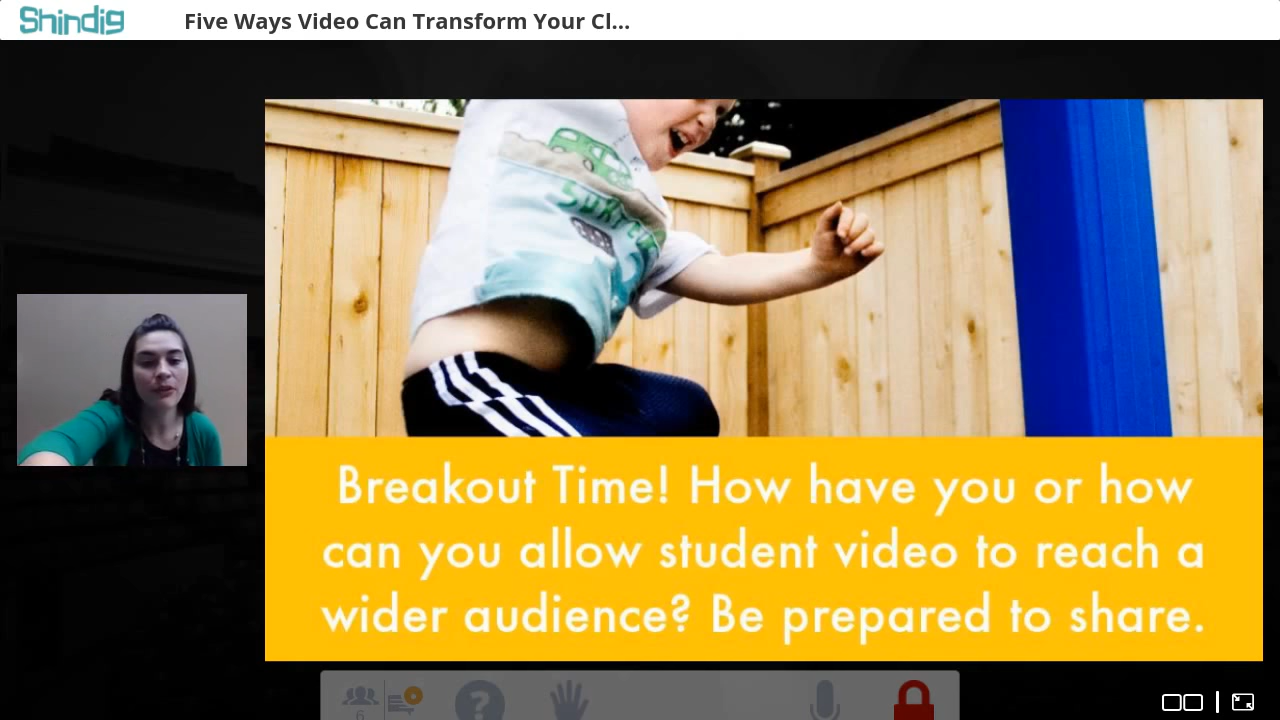 Shindig
Five Ways Video Can Transform Your Cl...
Breakout Time! How have you or how
can you allow student video to reach a
wider audience? Be prepared to share.
?
6